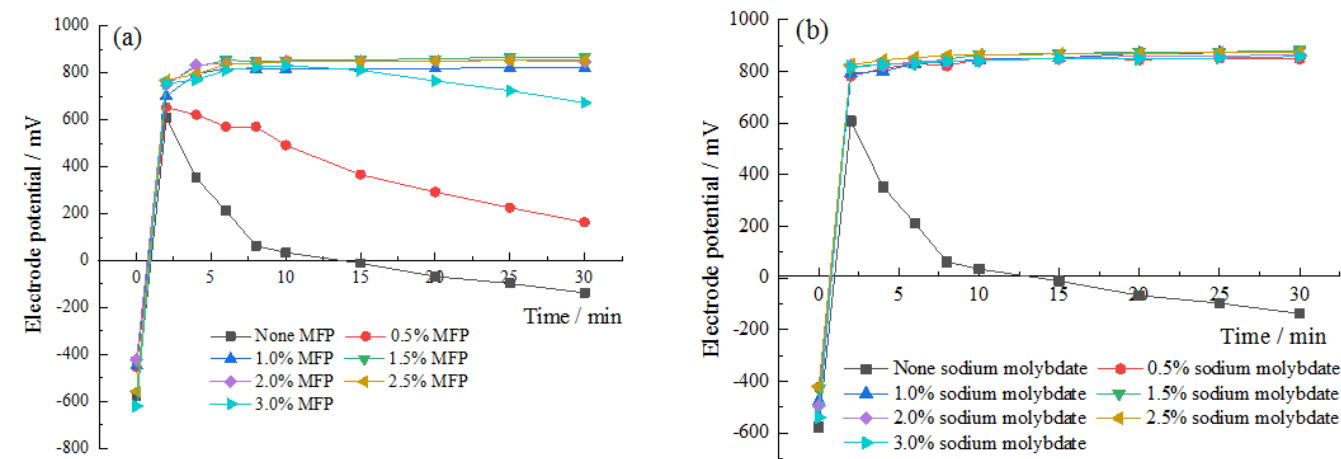 (a)
Electrode potential / mV
1000
800
600
400
200
0
-200
-400
-600
-800
0 5 10 15 20 25 30
Time / min
None MFP 0.5% MFP
1.0% MFP 1.5% MFP
2.0% MFP 2.5% MFP
3.0% MFP
(b)
Electrode potential / mV
1000
800
600
400
200
0
-200
-400
-600
0 5 10 15 20 25 30
Time / min
None sodium molybdate 0.5% sodium molybdate
1.0% sodium molybdate 1.5% sodium molybdate
2.0% sodium molybdate 2.5% sodium molybdate
3.0% sodium molybdate